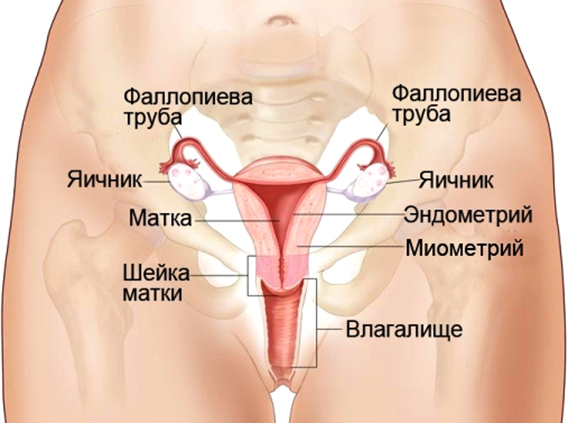 Фаллопиева
труба
Фаллопиева
труба
Яичник
Яичник
Матка
Эндометрий
Миометрий
Шейка
матки
Влагалище